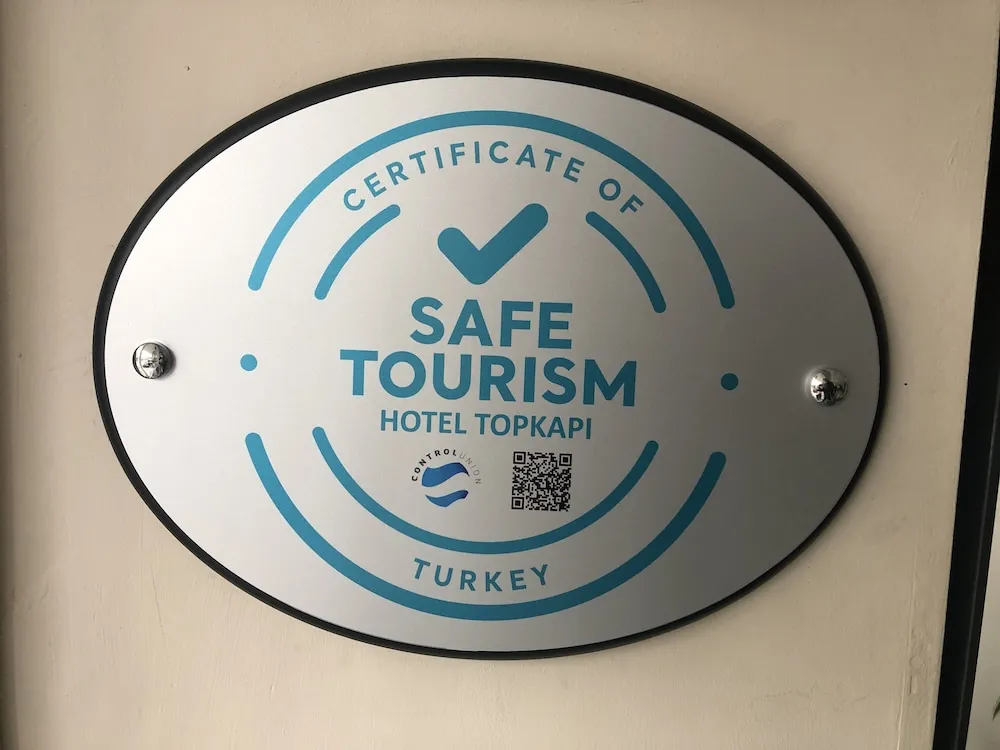 CERTIFICATE OF
SAFE
TOURISM
HOTEL TOPKAPI
CONTROLUNION
TURKEY